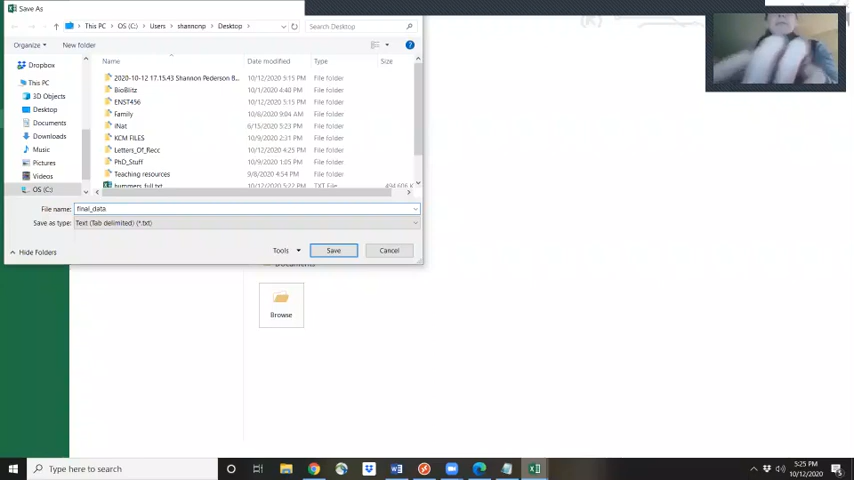 Save As
This PC > OS (C:) > Users > shannonp > Desktop >
Search Desktop
Organize
New folder
Name
Date modified
Type
Size
Dropbox
This PC
3D Objects
Desktop
Documents
Downloads
Music
Pictures
Videos
OS (C:)
2020-10-12 17.15.43 Shannon Pederson B... 10/12/2020 5:15 PM File folder
BioBlitz 10/1/2020 4:40 PM File folder
ENST456 10/12/2020 5:15 PM File folder
Family 10/8/2020 9:04 AM File folder
iNat 6/15/2020 5:23 PM File folder
KCM FILES 10/9/2020 2:31 PM File folder
Letters_Of_Recc 10/12/2020 4:25 PM File folder
PhD_Stuff 10/9/2020 1:05 PM File folder
Teaching resources 9/8/2020 4:54 PM File folder
hummers_full.txt 10/12/2020 5:22 PM TXT File 494,606 K
File name: final_data
Save as type: Text (Tab delimited) (*.txt)
Hide Folders
Tools
Save
Cancel
Documents
Browse
Type here to search
5:25 PM
10/12/2020